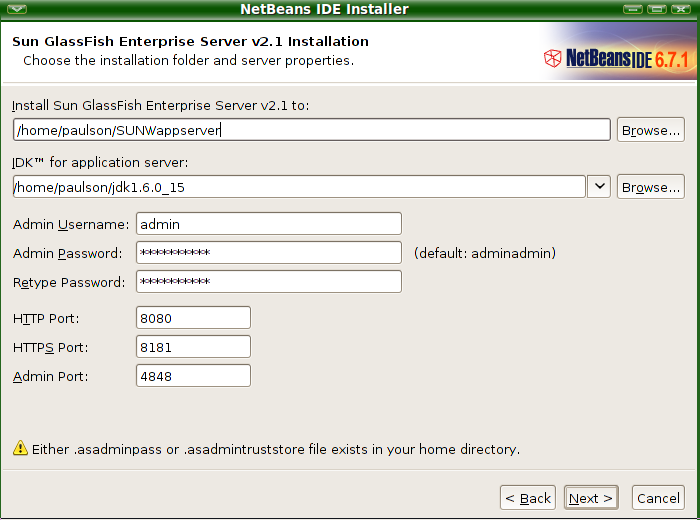 NetBeans IDE Installer
Sun GlassFish Enterprise Server v2.1 Installation
Choose the installation folder and server properties.
NetBeans IDE 6.7.1
Install Sun GlassFish Enterprise Server v2.1 to:
/home/paulson/SUNWappserver
Browse...
JDK™ for application server:
/home/paulson/jdk1.6.0_15
Browse...
Admin Username: admin
Admin Password: *********** (default: adminadmin)
Retype Password: ***********
HTTP Port: 8080
HTTPS Port: 8181
Admin Port: 4848
Either .asadminpass or .asadmintruststore file exists in your home directory.
< Back Next > Cancel